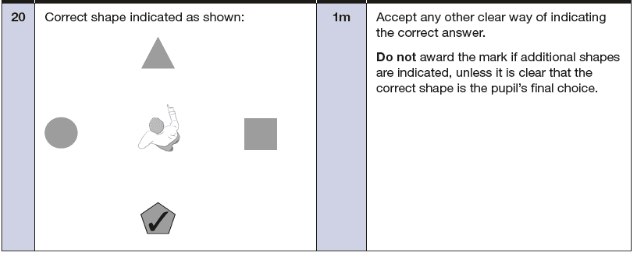 20
Correct shape indicated as shown:
1m
Accept any other clear way of indicating
the correct answer.
Do not award the mark if additional shapes
are indicated, unless it is clear that the
correct shape is the pupil's final choice.